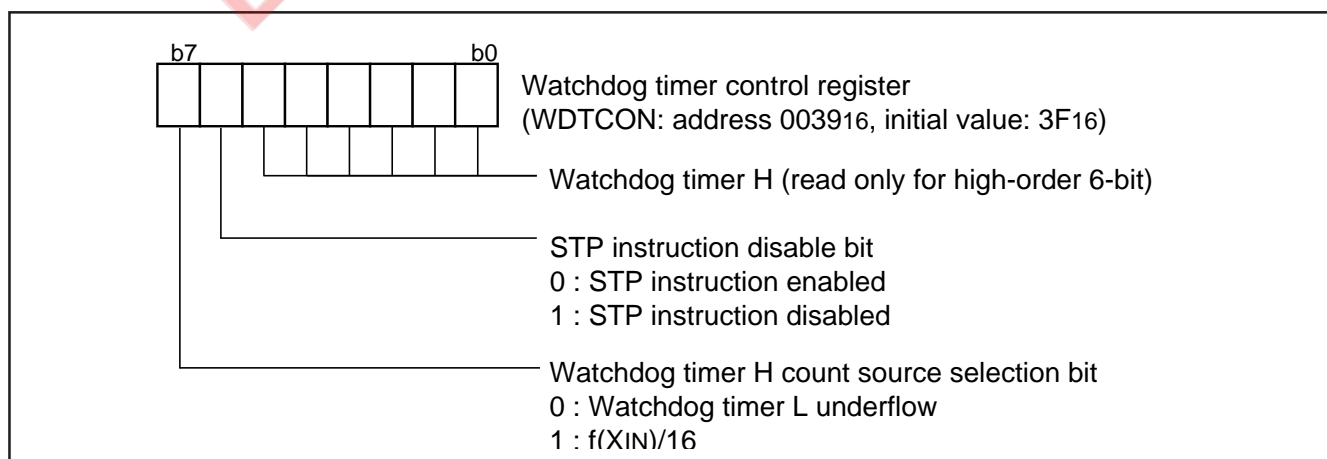 b7 b0
Watchdog timer control register
(WDTCON: address 003916, initial value: 3F16)
Watchdog timer H (read only for high-order 6-bit)
STP instruction disable bit
0 : STP instruction enabled
1 : STP instruction disabled
Watchdog timer H count source selection bit
0 : Watchdog timer L underflow
1 : f(XIN)/16